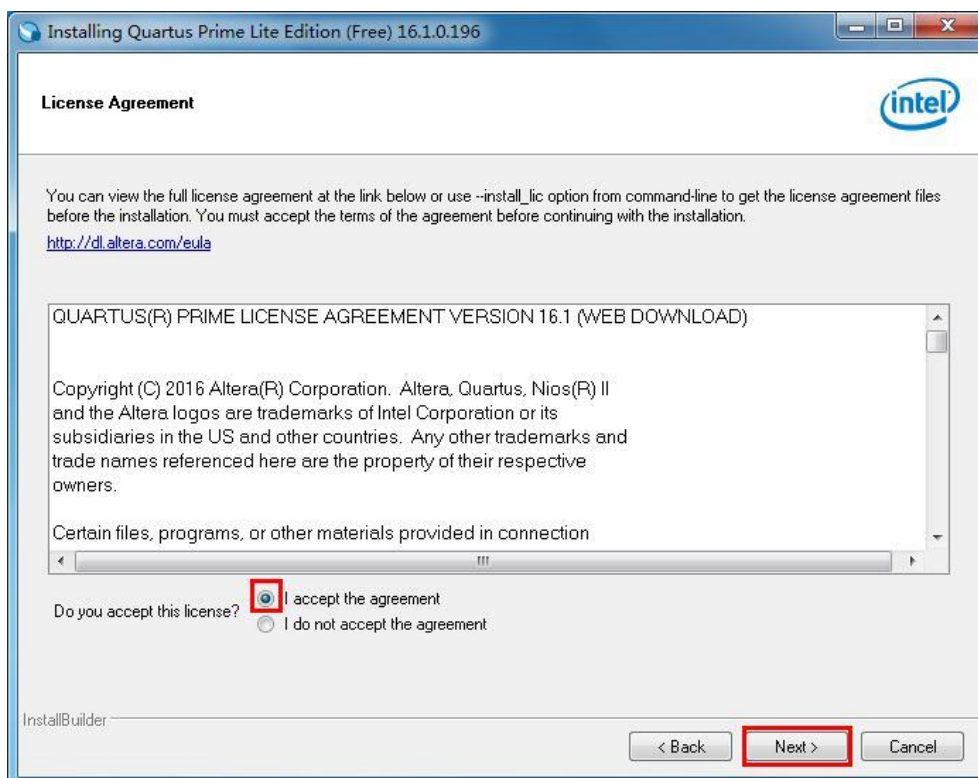 Installing Quartus Prime Lite Edition (Free) 16.1.0.196
License Agreement
intel
You can view the full license agreement at the link below or use --install_lic option from command-line to get the license agreement files
before the installation. You must accept the terms of the agreement before continuing with the installation.
http://dl.altera.com/eula
QUARTUS(R) PRIME LICENSE AGREEMENT VERSION 16.1 (WEB DOWNLOAD)
Copyright (C) 2016 Altera(R) Corporation. Altera, Quartus, Nios(R) II
and the Altera logos are trademarks of Intel Corporation or its
subsidiaries in the US and other countries. Any other trademarks and
trade names referenced here are the property of their respective
owners.
Certain files, programs, or other materials provided in connection
Do you accept this license?
I accept the agreement
I do not accept the agreement
InstallBuilder
< Back
Next >
Cancel